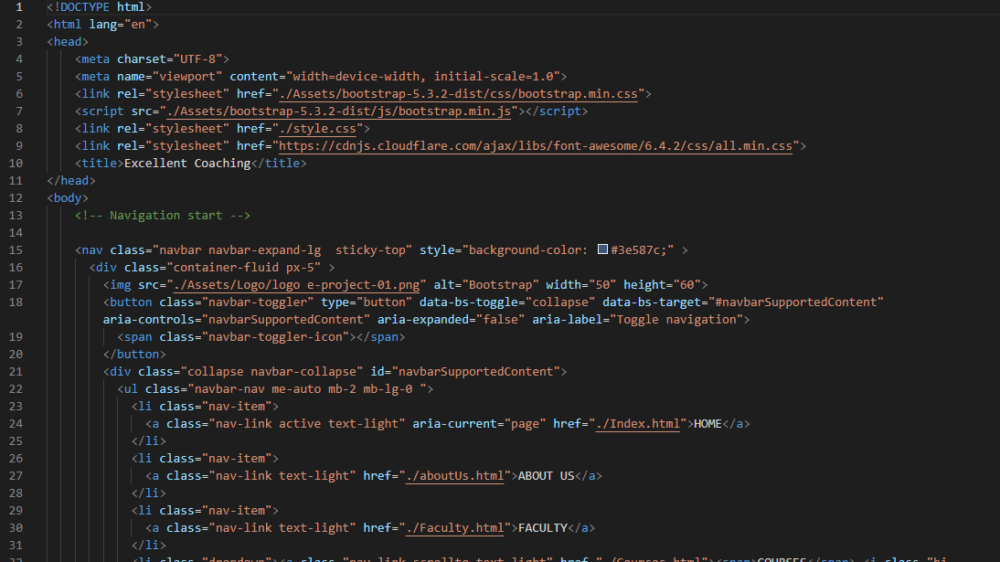 1 <!DOCTYPE html>
2 <html lang="en">
3 <head>
4 <meta charset="UTF-8">
5 <meta name="viewport" content="width=device-width, initial-scale=1.0">
6 <link rel="stylesheet" href="./Assets/bootstrap-5.3.2-dist/css/bootstrap.min.css">
7 <script src="./Assets/bootstrap-5.3.2-dist/js/bootstrap.min.js"></script>
8 <link rel="stylesheet" href="./style.css">
9 <link rel="stylesheet" href="https://cdnjs.cloudflare.com/ajax/libs/font-awesome/6.4.2/css/all.min.css">
10 <title>Excellent Coaching</title>
11 </head>
12 <body>
13 <!-- Navigation start -->
14
15 <nav class="navbar navbar-expand-lg  sticky-top" style="background-color: #3e587c;" >
16 <div class="container-fluid px-5" >
17 <img src="./Assets/Logo/logo e-project-01.png" alt="Bootstrap" width="50" height="60">
18 <button class="navbar-toggler" type="button" data-bs-toggle="collapse" data-bs-target="#navbarSupportedContent"
aria-controls="navbarSupportedContent" aria-expanded="false" aria-label="Toggle navigation">
19 <span class="navbar-toggler-icon"></span>
20 </button>
21 <div class="collapse navbar-collapse" id="navbarSupportedContent">
22 <ul class="navbar-nav me-auto mb-2 mb-lg-0 ">
23 <li class="nav-item">
24 <a class="nav-link active text-light" aria-current="page" href="./Index.html">HOME</a>
25 </li>
26 <li class="nav-item">
27 <a class="nav-link text-light" href="./aboutUs.html">ABOUT US</a>
28 </li>
29 <li class="nav-item">
30 <a class="nav-link text-light" href="./Faculty.html">FACULTY</a>
31 </li>
32 <li class="dropdown"><a class="nav-link scrollto text-light" href="./Courses.html"><span>COURSES</span> <i class="bi